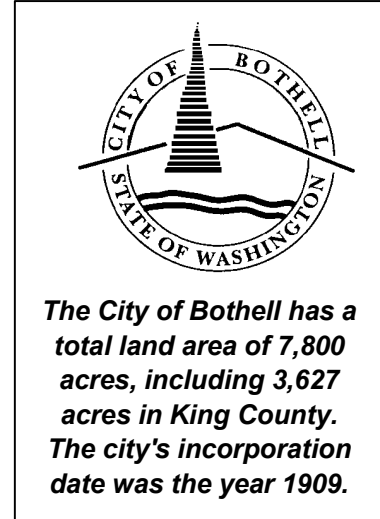 CITY OF BOTHELL
STATE OF WASHINGTON
The City of Bothell has a
total land area of 7,800
acres, including 3,627
acres in King County.
The city's incorporation
date was the year 1909.